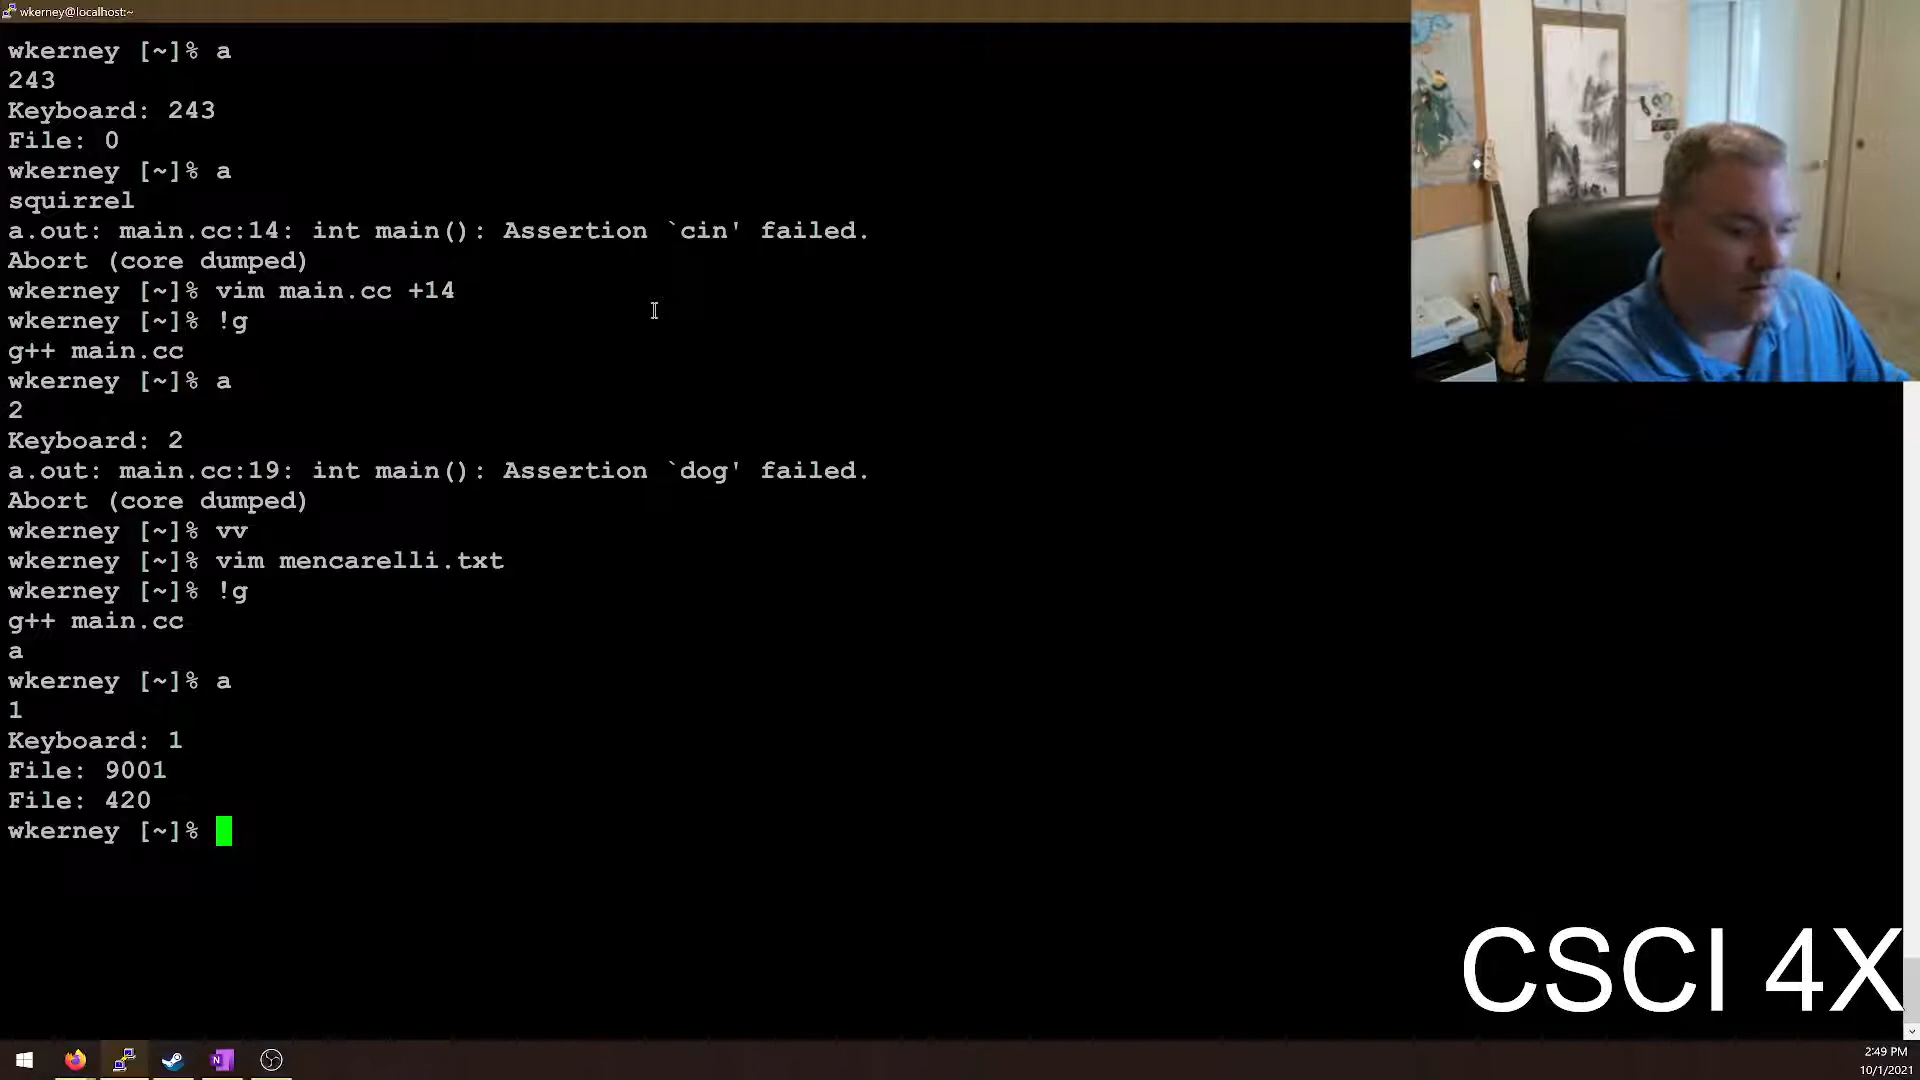 wkerney@localhost:~
wkerney [~]% a
243
Keyboard: 243
File: 0
wkerney [~]% a
squirrel
a.out: main.cc:14: int main(): Assertion `cin' failed.
Abort (core dumped)
wkerney [~]% vim main.cc +14
wkerney [~]% !g
g++ main.cc
wkerney [~]% a
2
Keyboard: 2
a.out: main.cc:19: int main(): Assertion `dog' failed.
Abort (core dumped)
wkerney [~]% vv
wkerney [~]% vim mencarelli.txt
wkerney [~]% !g
g++ main.cc
a
wkerney [~]% a
1
Keyboard: 1
File: 9001
File: 420
wkerney [~]%
CSCI 4X
N
2:49 PM
10/1/2021